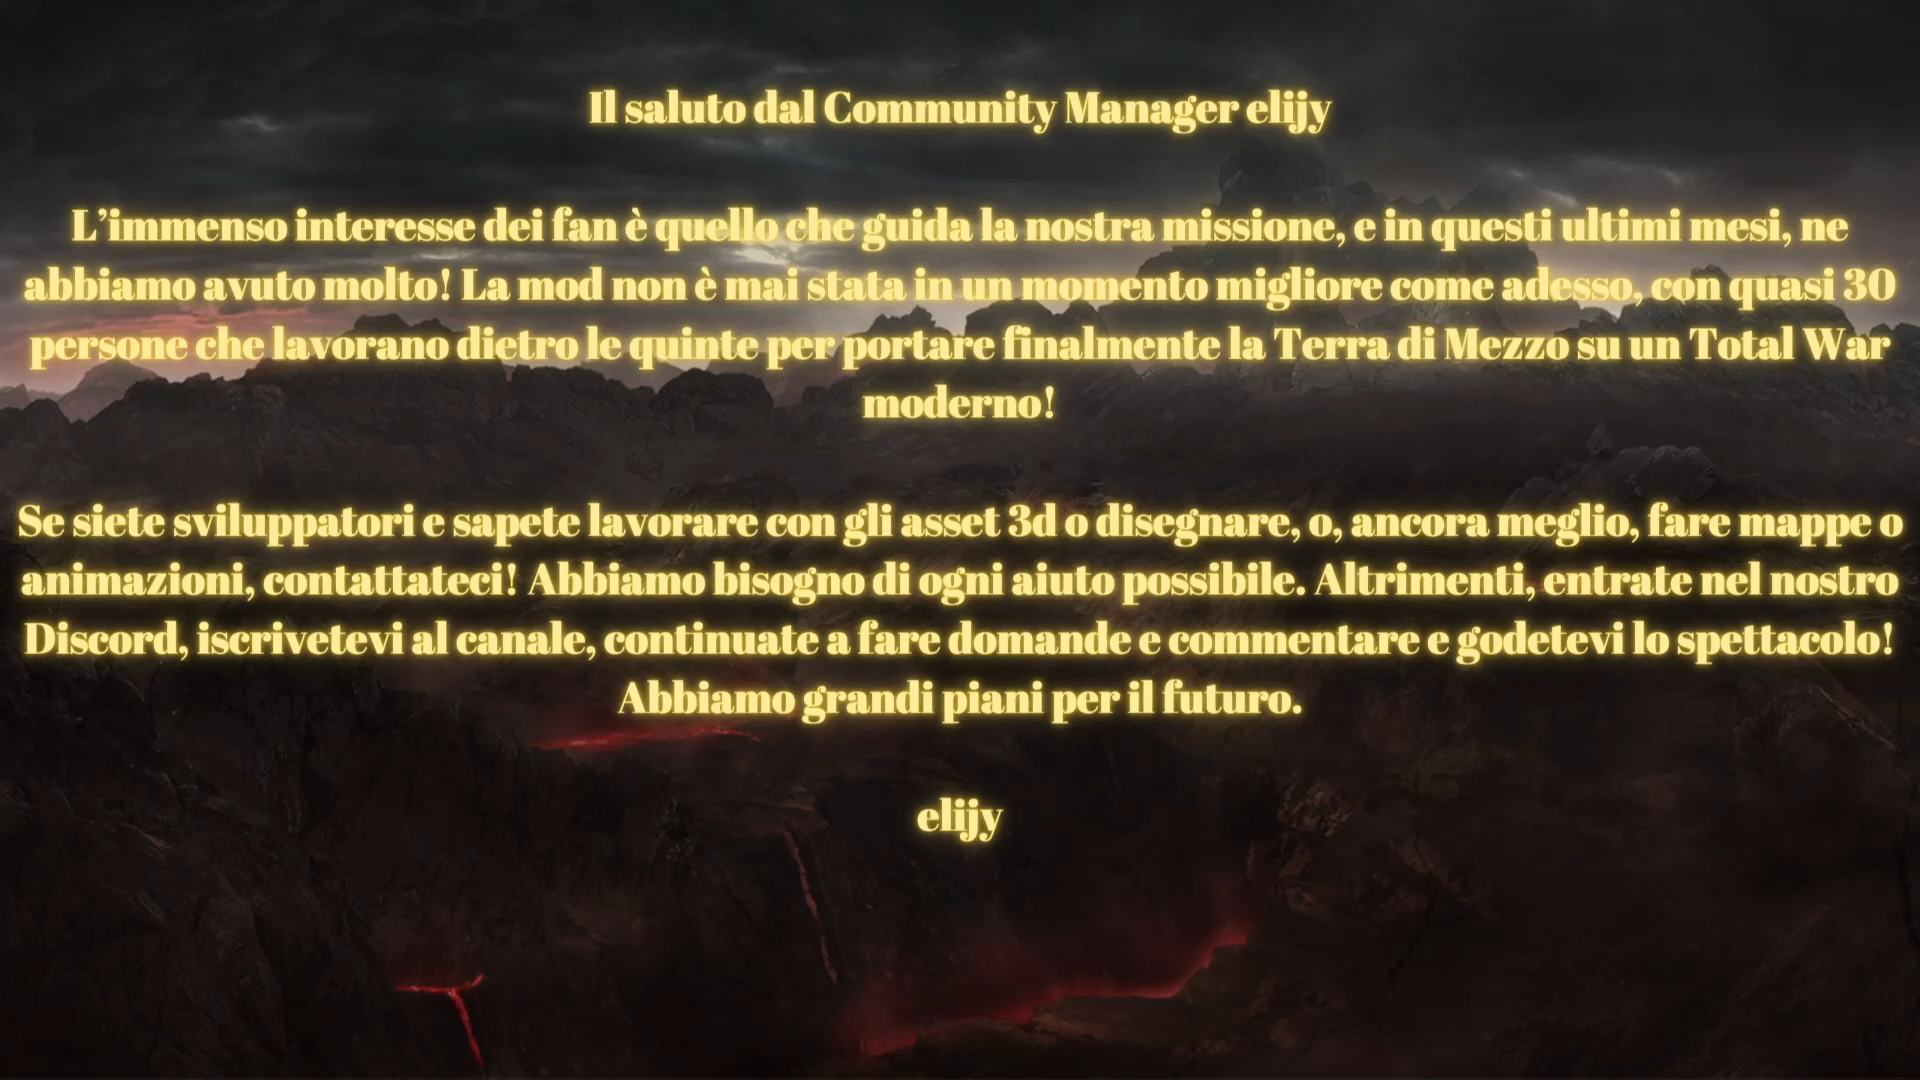 Il saluto dal Community Manager elijy
L’immenso interesse dei fan è quello che guida la nostra missione, e in questi ultimi mesi, ne
abbiamo avuto molto! La mod non è mai stata in un momento migliore come adesso, con quasi 30
persone che lavorano dietro le quinte per portare finalmente la Terra di Mezzo su un Total War
moderno!
Se siete sviluppatori e sapete lavorare con gli asset 3d o disegnare, o, ancora meglio, fare mappe o
animazioni, contattateci! Abbiamo bisogno di ogni aiuto possibile. Altrimenti, entrate nel nostro
Discord, iscrivetevi al canale, continuate a fare domande e commentare e godetevi lo spettacolo!
Abbiamo grandi piani per il futuro.
elijy